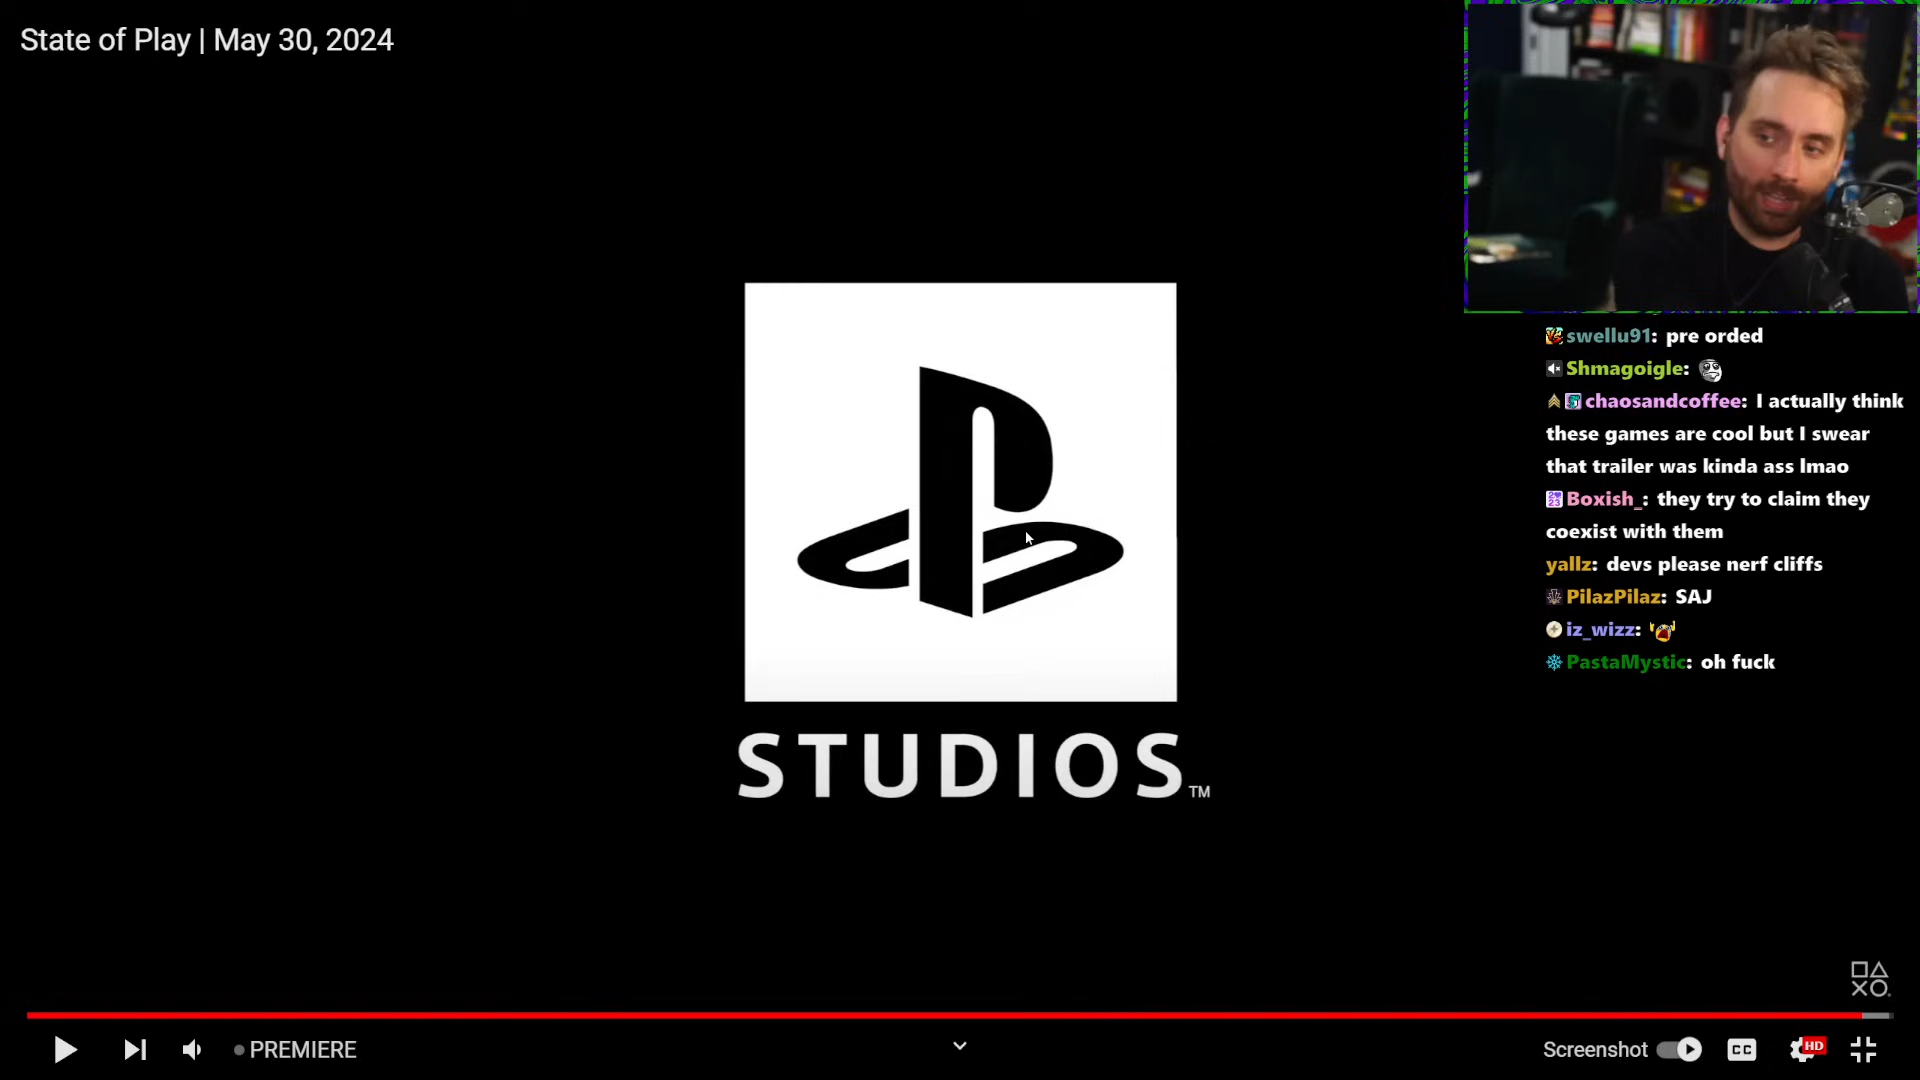 State of Play | May 30, 2024
swellu91: pre orded
Shmagoigle:
chaosandcoffee: I actually think
these games are cool but I swear
that trailer was kinda ass lmao
Boxish_: they try to claim they
coexist with them
yallz: devs please nerf cliffs
PilazPilaz: SAJ
iz_wizz:
PastaMystic: oh fuck
STUDIOS™
PREMIERE
Screenshot
CC
HD